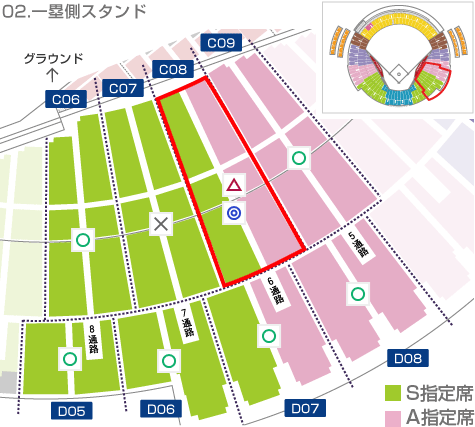 02.一塁側スタンド
グラウンド
C09
C08
C07
C06
5通路
6通路
7通路
8通路
D08
D07
D06
D05
S指定席
A指定席